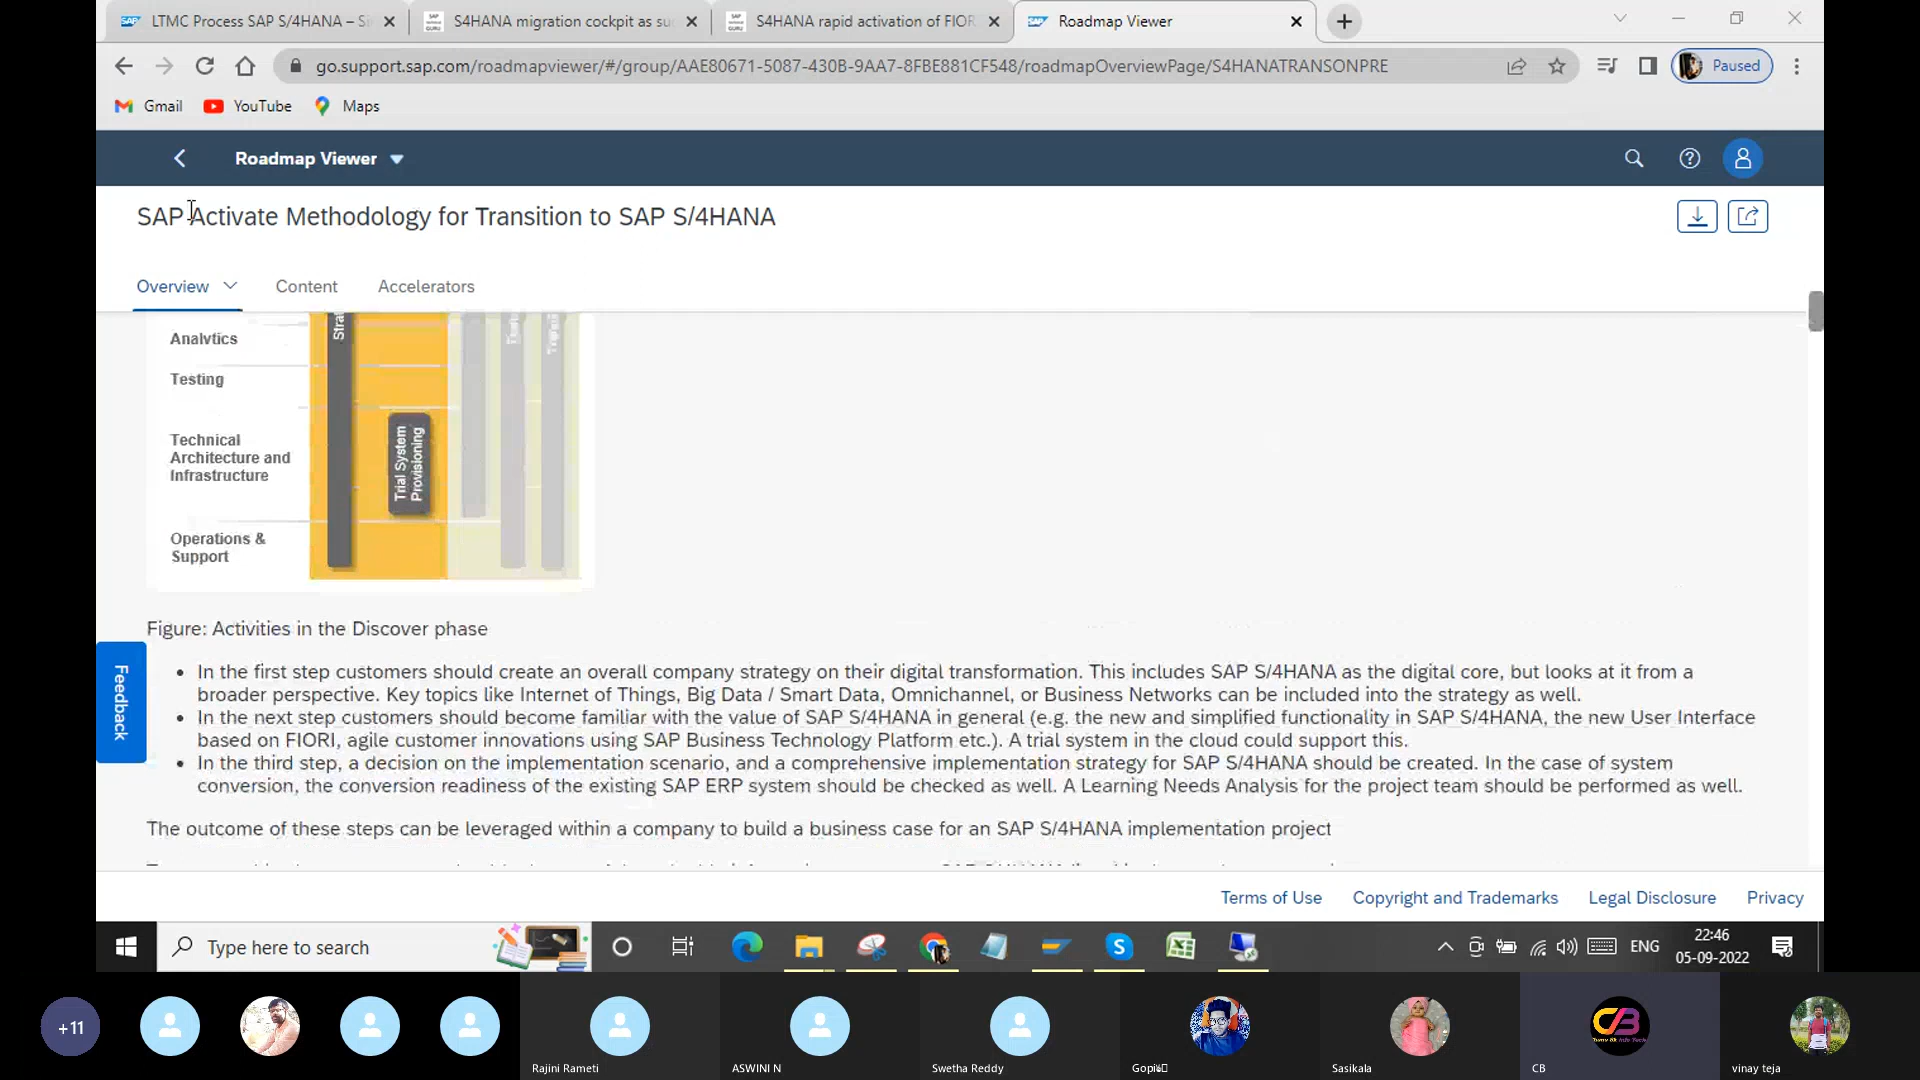 LTMC Process SAP S/4HANA – Si
S4HANA migration cockpit as su
S4HANA rapid activation of FIOR
Roadmap Viewer
go.support.sap.com/roadmapviewer/#/group/AAE80671-5087-430B-9AA7-8FBE881CF548/roadmapOverviewPage/S4HANATRANSONPRE
Paused
Gmail
YouTube
Maps
Roadmap Viewer
SAP Activate Methodology for Transition to SAP S/4HANA
Overview
Content
Accelerators
Analytics
Testing
Technical
Architecture and
Infrastructure
Operations &
Support
Trial System
Provisioning
Figure: Activities in the Discover phase
Feedback
• In the first step customers should create an overall company strategy on their digital transformation. This includes SAP S/4HANA as the digital core, but looks at it from a
broader perspective. Key topics like Internet of Things, Big Data / Smart Data, Omnichannel, or Business Networks can be included into the strategy as well.
• In the next step customers should become familiar with the value of SAP S/4HANA in general (e.g. the new and simplified functionality in SAP S/4HANA, the new User Interface
based on FIORI, agile customer innovations using SAP Business Technology Platform etc.). A trial system in the cloud could support this.
• In the third step, a decision on the implementation scenario, and a comprehensive implementation strategy for SAP S/4HANA should be created. In the case of system
conversion, the conversion readiness of the existing SAP ERP system should be checked as well. A Learning Needs Analysis for the project team should be performed as well.
The outcome of these steps can be leveraged within a company to build a business case for an SAP S/4HANA implementation project
Terms of Use
Copyright and Trademarks
Legal Disclosure
Privacy
Type here to search
ENG
22:46
05-09-2022
+11
Rajini Rameti
ASWINI N
Swetha Reddy
Gopi
Sasikala
CB
vinay teja